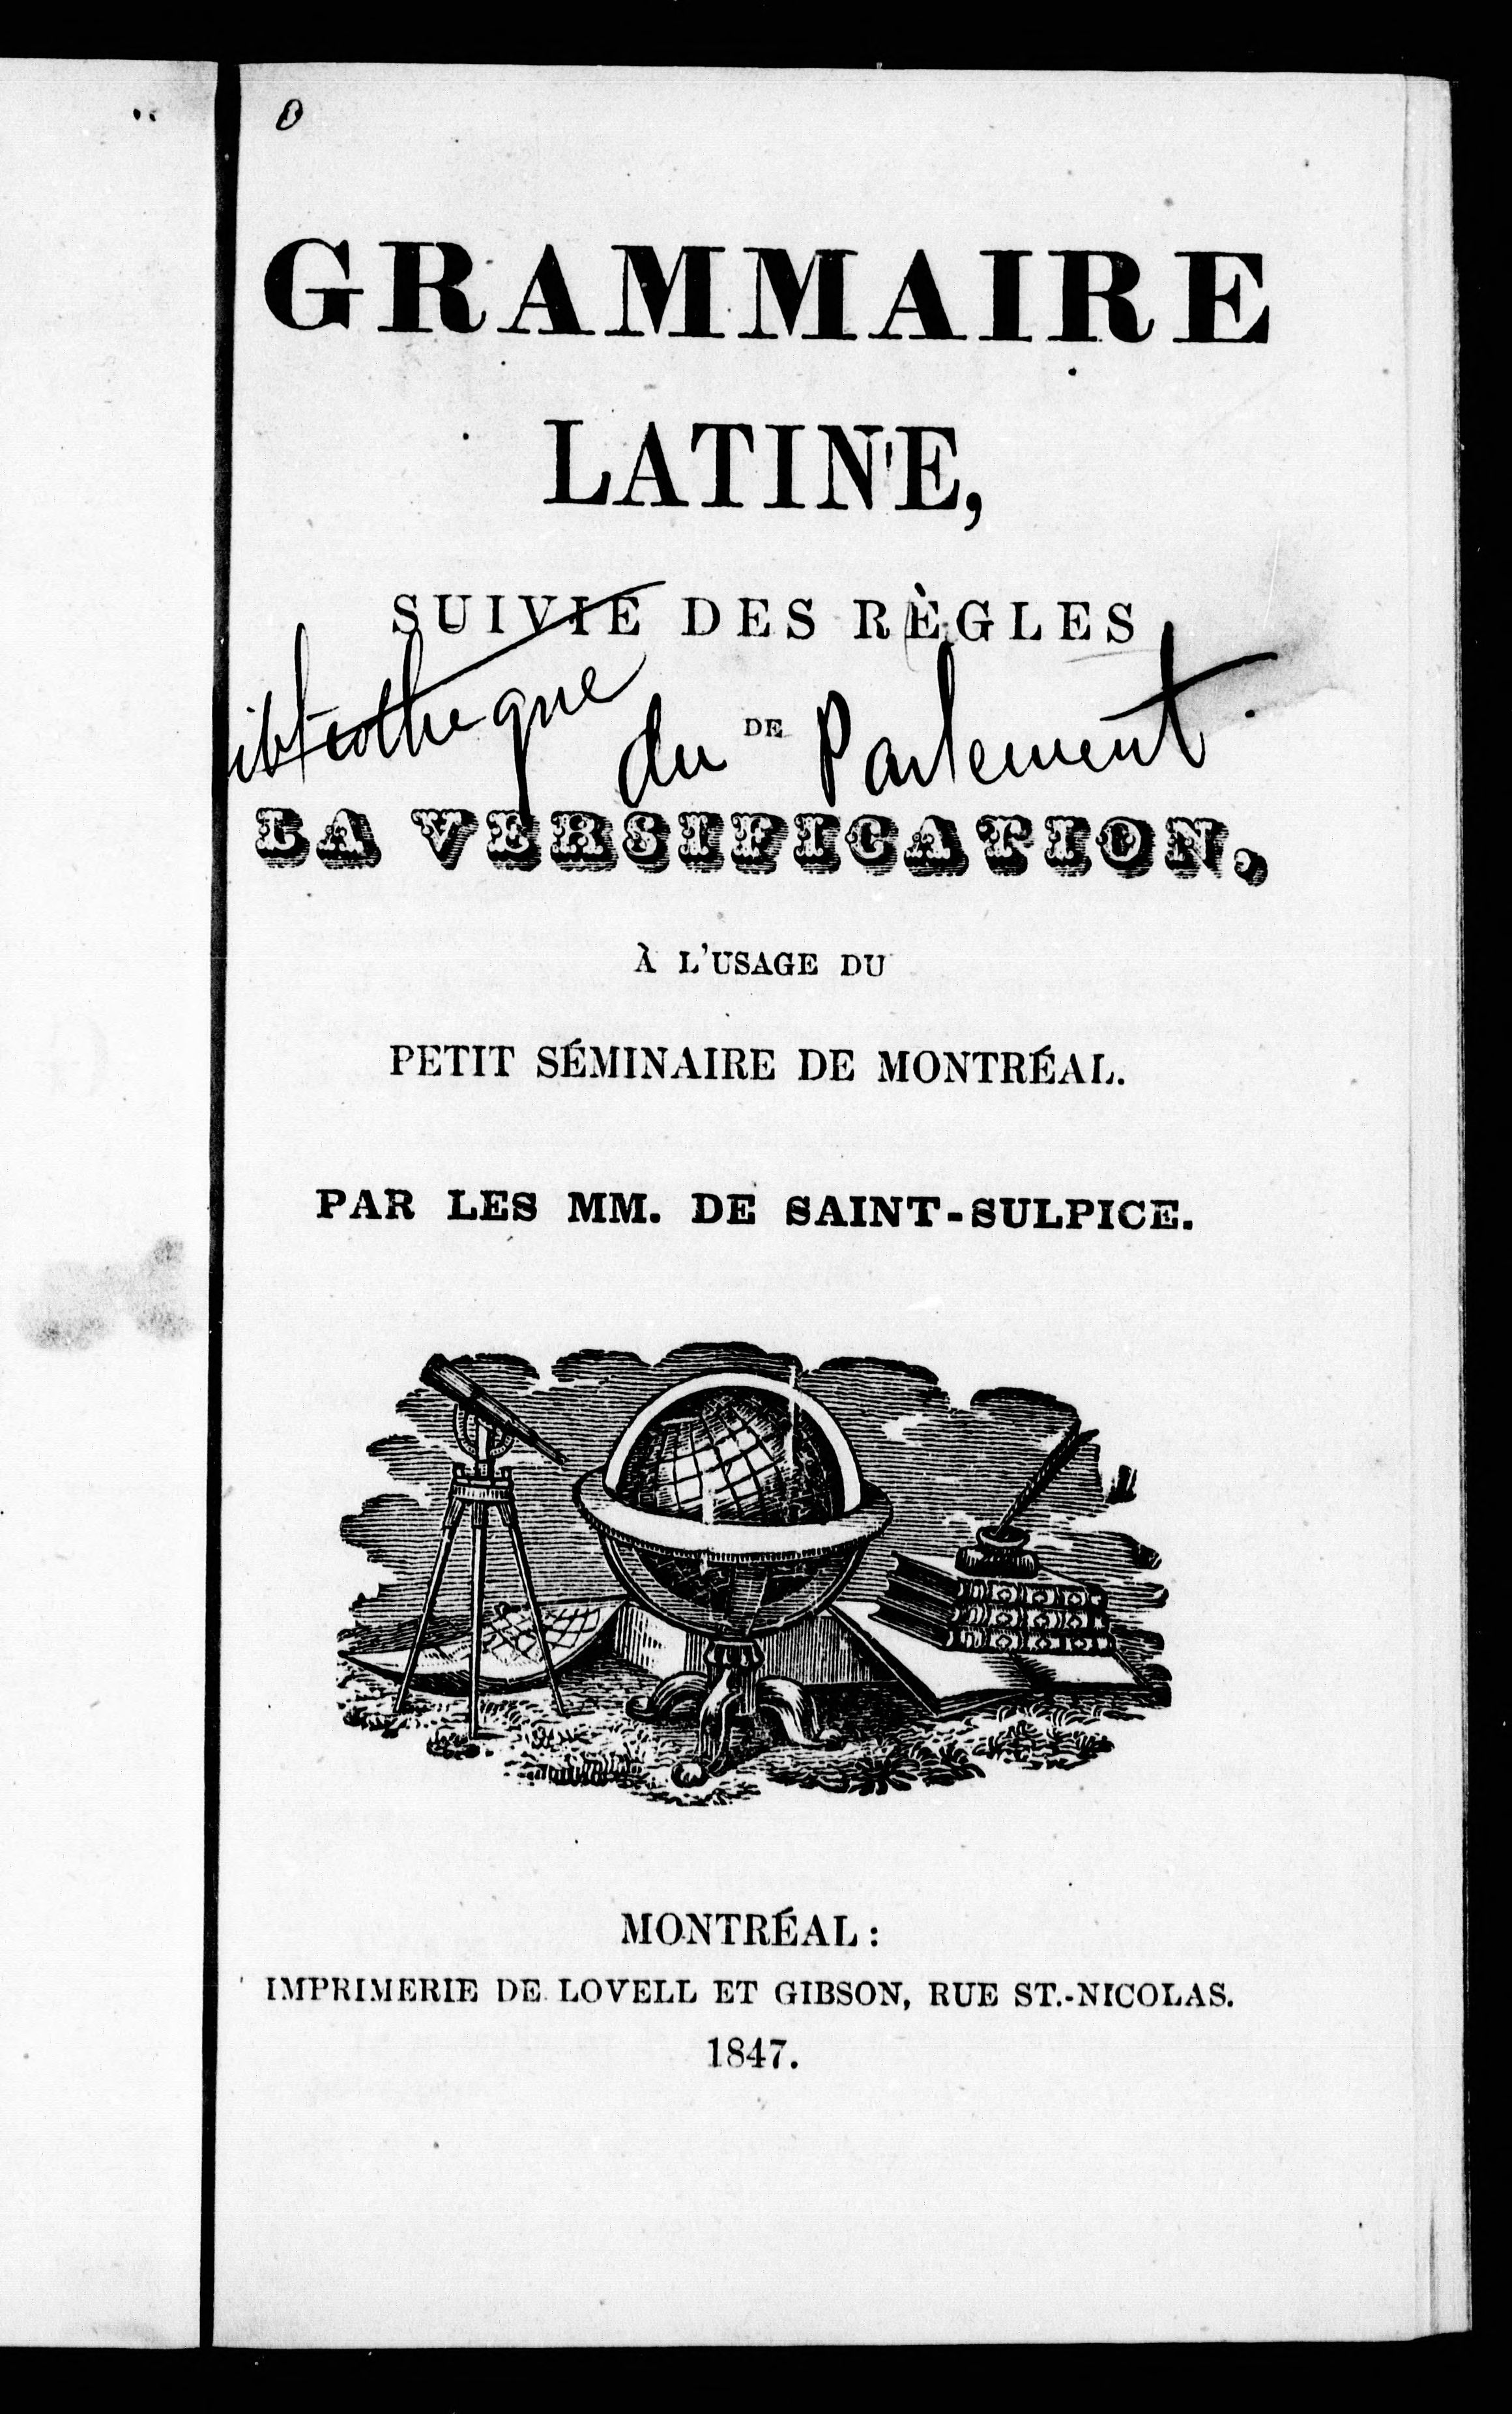 GRAMMAIRE
LATINE,
SUIVIE DES RÈGLES
ibliotheque du Parlement
DE
LA VERSIFICATION,
À L'USAGE DU
PETIT SÉMINAIRE DE MONTRÉAL.
PAR LES MM. DE SAINT-SULPICE.
MONTRÉAL:
IMPRIMERIE DE LOVELL ET GIBSON, RUE ST.-NICOLAS.
1847.